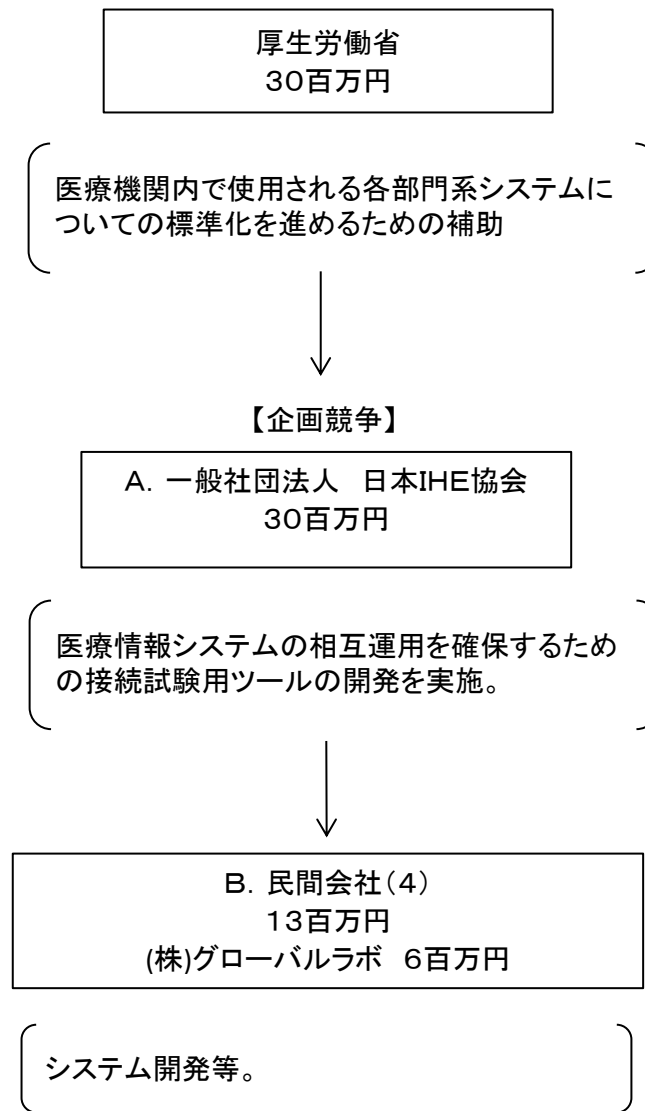 厚生労働省
30百万円
医療機関内で使用される各部門系システムに
ついての標準化を進めるための補助
【企画競争】
A．一般社団法人　日本IHE協会
30百万円
医療情報システムの相互運用を確保するため
の接続試験用ツールの開発を実施。
B．民間会社（4）
13百万円
(株)グローバルラボ　6百万円
システム開発等。